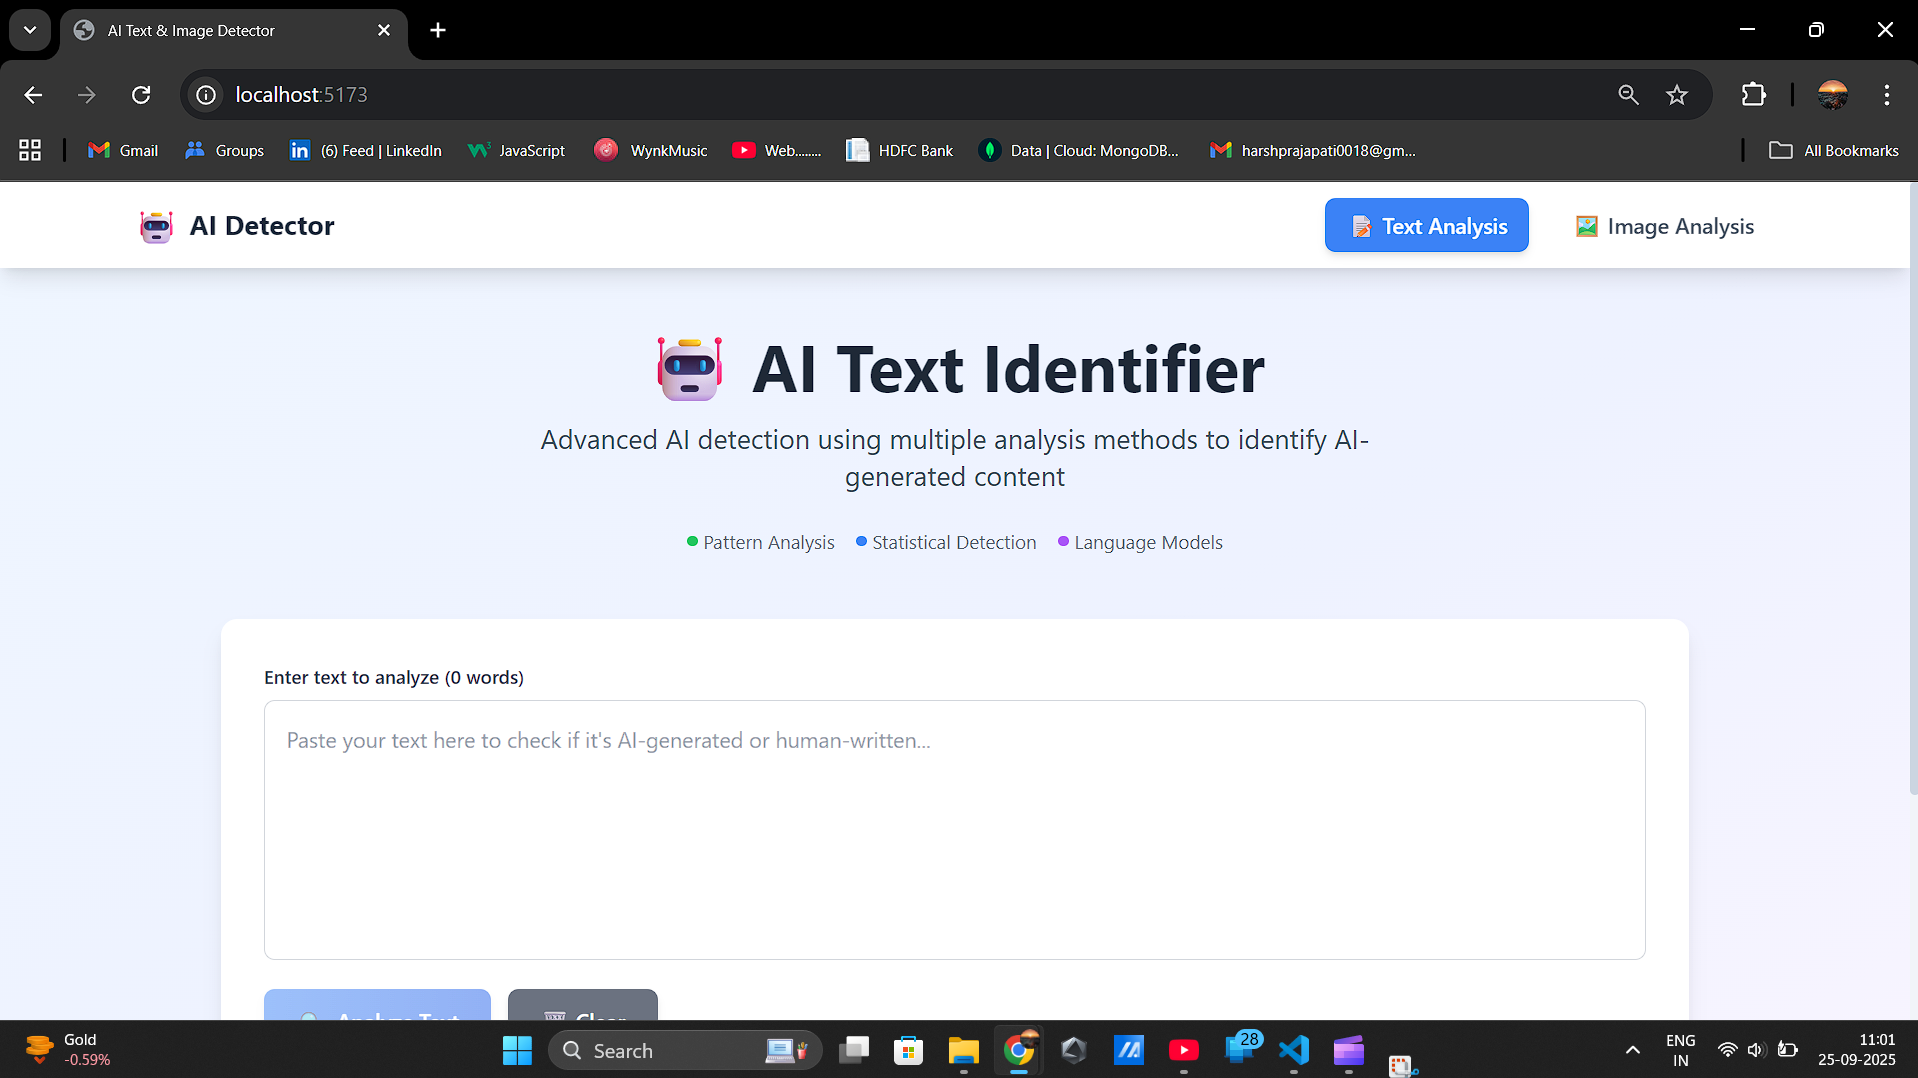 AI Text & Image Detector
localhost:5173
Gmail
Groups
(6) Feed | LinkedIn
JavaScript
WynkMusic
Web........
HDFC Bank
Data | Cloud: MongoDB...
harshprajapati0018@gm...
All Bookmarks
AI Detector
Text Analysis
Image Analysis
AI Text Identifier
Advanced AI detection using multiple analysis methods to identify AI-
generated content
Pattern Analysis
Statistical Detection
Language Models
Enter text to analyze (0 words)
Paste your text here to check if it's AI-generated or human-written...
Analyze Text
Clear
Gold
-0.59%
Search
28
ENG
IN
11:01
25-09-2025